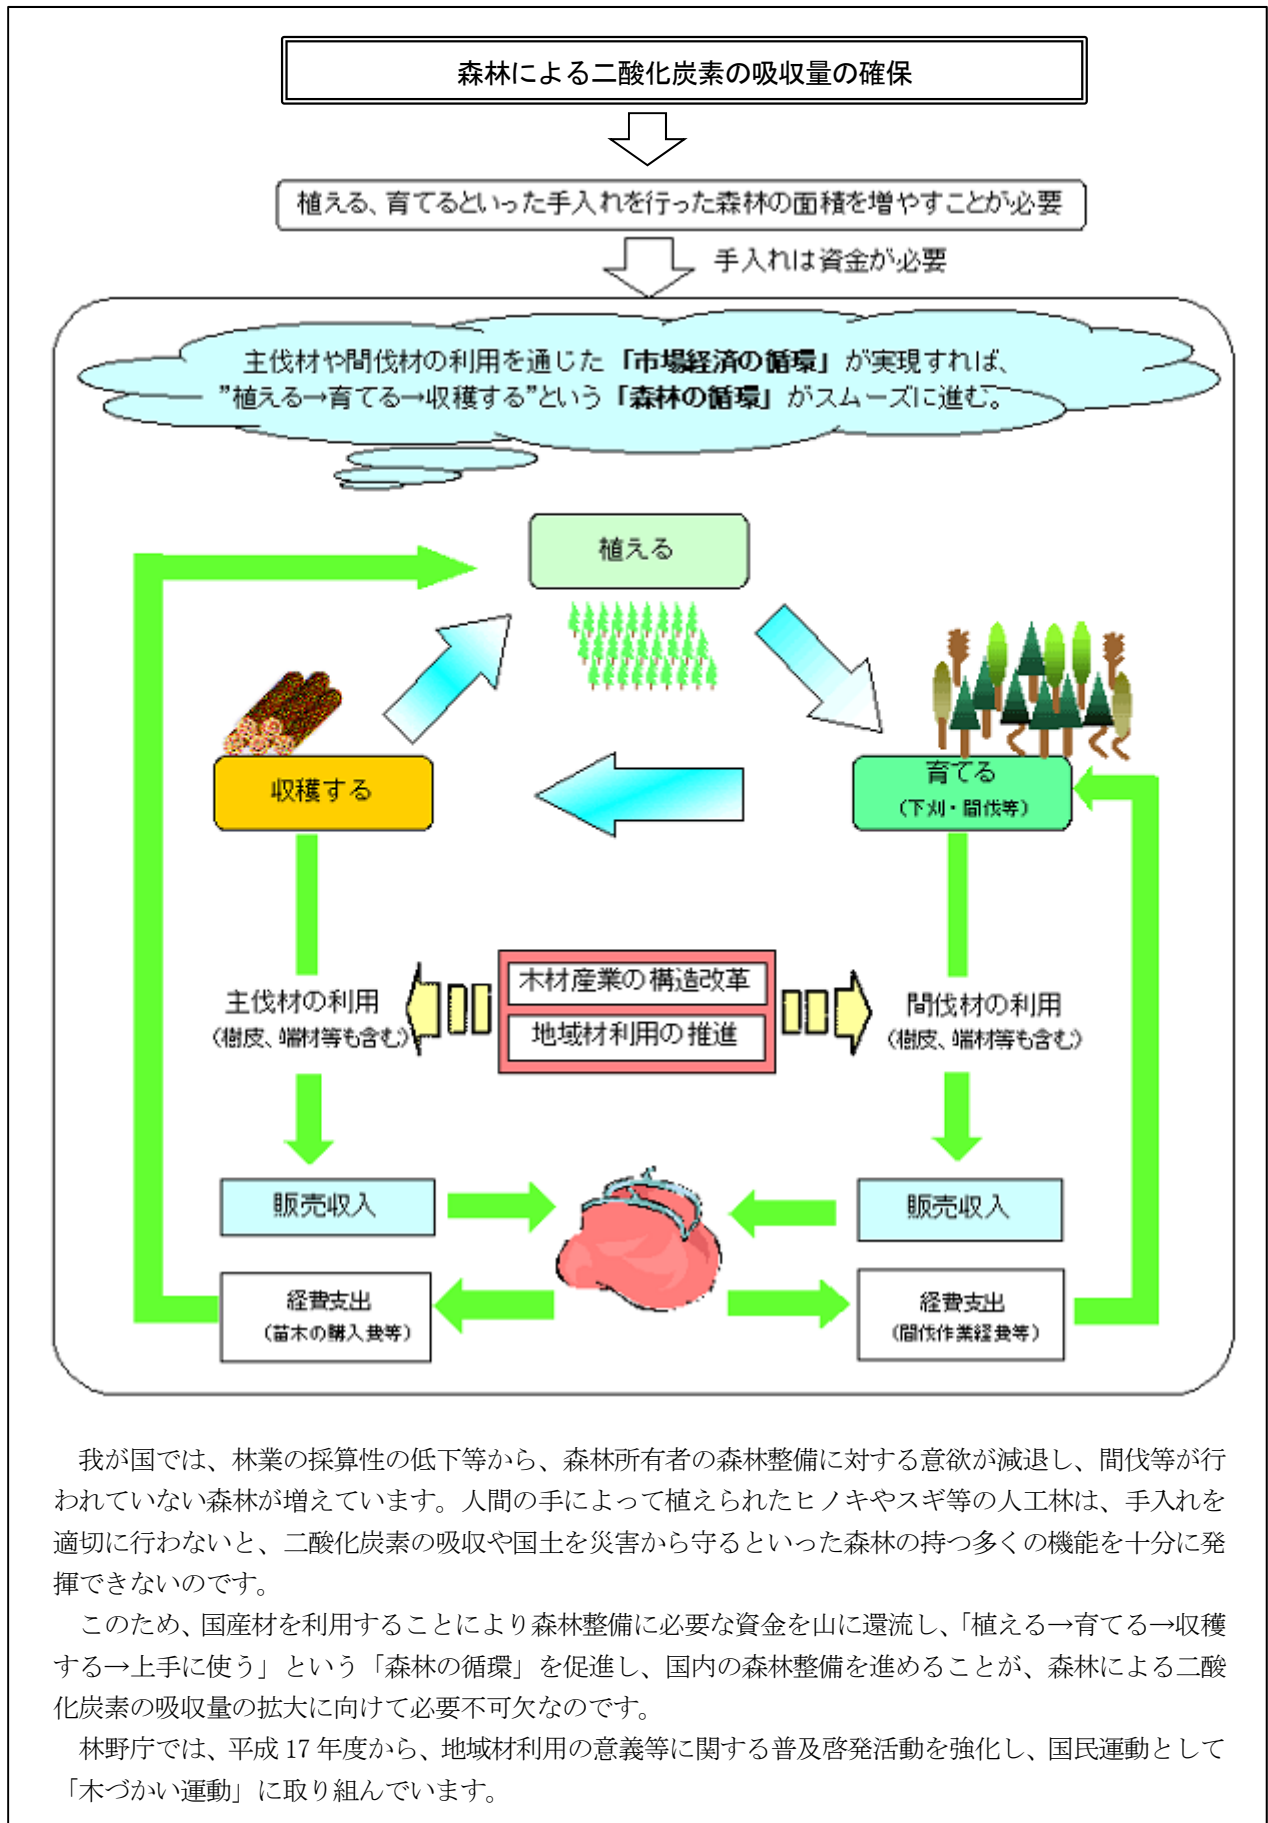 森林による二酸化炭素の吸収量の確保
植える、育てるといった手入れを行った森林の面積を増やすことが必要
手入れは資金が必要
主伐材や間伐材の利用を通じた「市場経済の循環」が実現すれば、
”植える→育てる→収穫する”という「森林の循環」がスムーズに進む。
植える
収穫する
育てる
（下刈・間伐等）
木材産業の構造改革
地域材利用の推進
主伐材の利用
（樹皮、端材等も含む）
間伐材の利用
（樹皮、端材等も含む）
販売収入
販売収入
経費支出
（苗木の購入費等）
経費支出
（間伐作業経費等）
我が国では、林業の採算性の低下等から、森林所有者の森林整備に対する意欲が減退し、間伐等が行
われていない森林が増えています。人間の手によって植えられたヒノキやスギ等の人工林は、手入れを
適切に行わないと、二酸化炭素の吸収や国土を災害から守るといった森林の持つ多くの機能を十分に発
揮できないのです。
このため、国産材を利用することにより森林整備に必要な資金を山に還流し、「植える→育てる→収穫
する→上手に使う」という「森林の循環」を促進し、国内の森林整備を進めることが、森林による二酸
化炭素の吸収量の拡大に向けて必要不可欠なのです。
林野庁では、平成 17 年度から、地域材利用の意義等に関する普及啓発活動を強化し、国民運動として
「木づかい運動」に取り組んでいます。